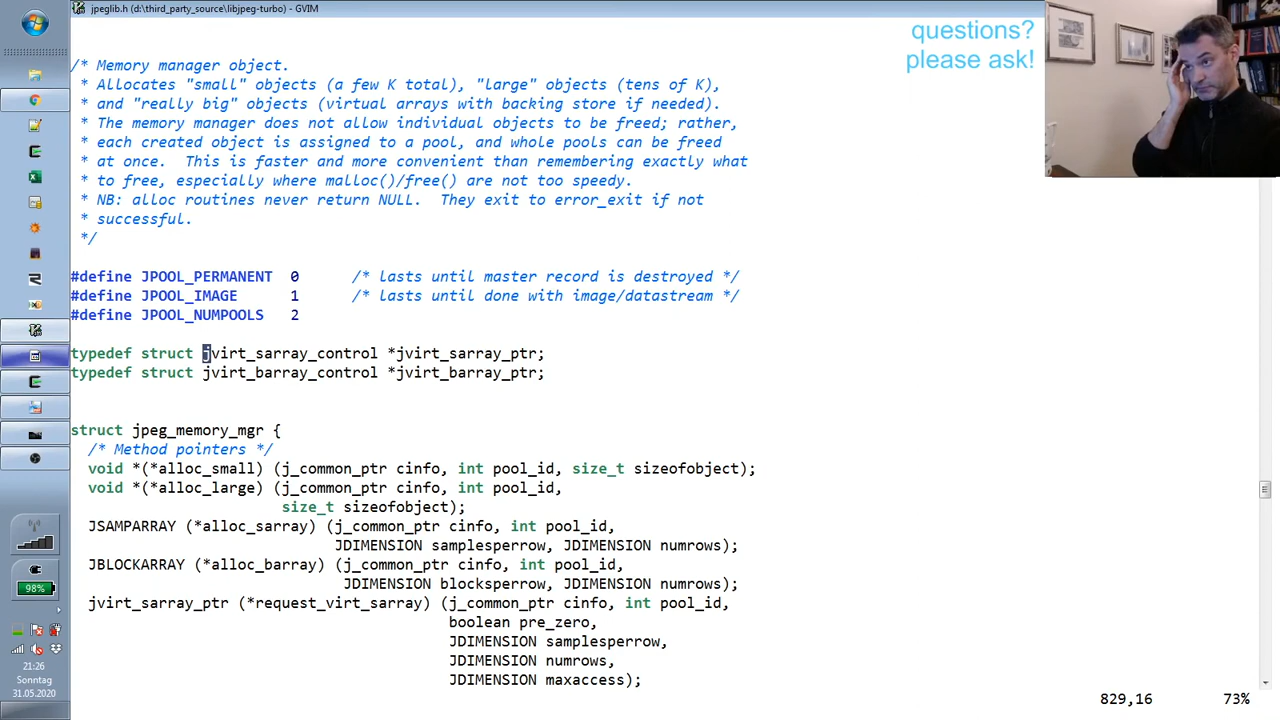 jpeglib.h (d:\third_party_source\libjpeg-turbo) - GVIM
questions?
please ask!
/* Memory manager object.
 * Allocates "small" objects (a few K total), "large" objects (tens of K),
 * and "really big" objects (virtual arrays with backing store if needed).
 * The memory manager does not allow individual objects to be freed; rather,
 * each created object is assigned to a pool, and whole pools can be freed
 * at once.  This is faster and more convenient than remembering exactly what
 * to free, especially where malloc()/free() are not too speedy.
 * NB: alloc routines never return NULL.  They exit to error_exit if not
 * successful.
 */
#define JPOOL_PERMANENT  0      /* lasts until master record is destroyed */
#define JPOOL_IMAGE      1      /* lasts until done with image/datastream */
#define JPOOL_NUMPOOLS   2
typedef struct jvirt_sarray_control *jvirt_sarray_ptr;
typedef struct jvirt_barray_control *jvirt_barray_ptr;
struct jpeg_memory_mgr {
  /* Method pointers */
  void *(*alloc_small) (j_common_ptr cinfo, int pool_id, size_t sizeofobject);
  void *(*alloc_large) (j_common_ptr cinfo, int pool_id,
                        size_t sizeofobject);
  JSAMPARRAY (*alloc_sarray) (j_common_ptr cinfo, int pool_id,
                              JDIMENSION samplesperrow, JDIMENSION numrows);
  JBLOCKARRAY (*alloc_barray) (j_common_ptr cinfo, int pool_id,
                               JDIMENSION blocksperrow, JDIMENSION numrows);
  jvirt_sarray_ptr (*request_virt_sarray) (j_common_ptr cinfo, int pool_id,
                                           boolean pre_zero,
                                           JDIMENSION samplesperrow,
                                           JDIMENSION numrows,
                                           JDIMENSION maxaccess);
829,16
73%
98%
21:26
Sonntag
31.05.2020